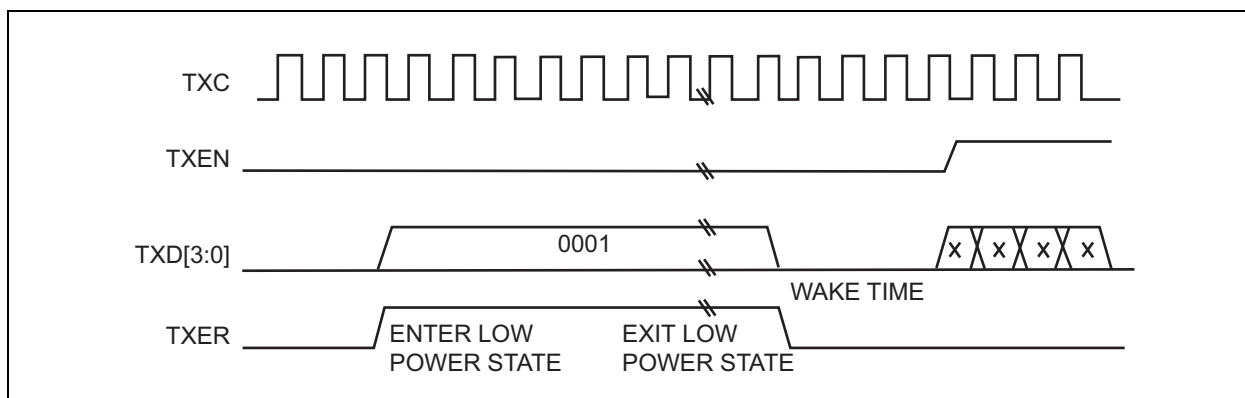 TXC
TXEN
TXD[3:0]
0001
x x x x
WAKE TIME
TXER
ENTER LOW
POWER STATE
EXIT LOW
POWER STATE